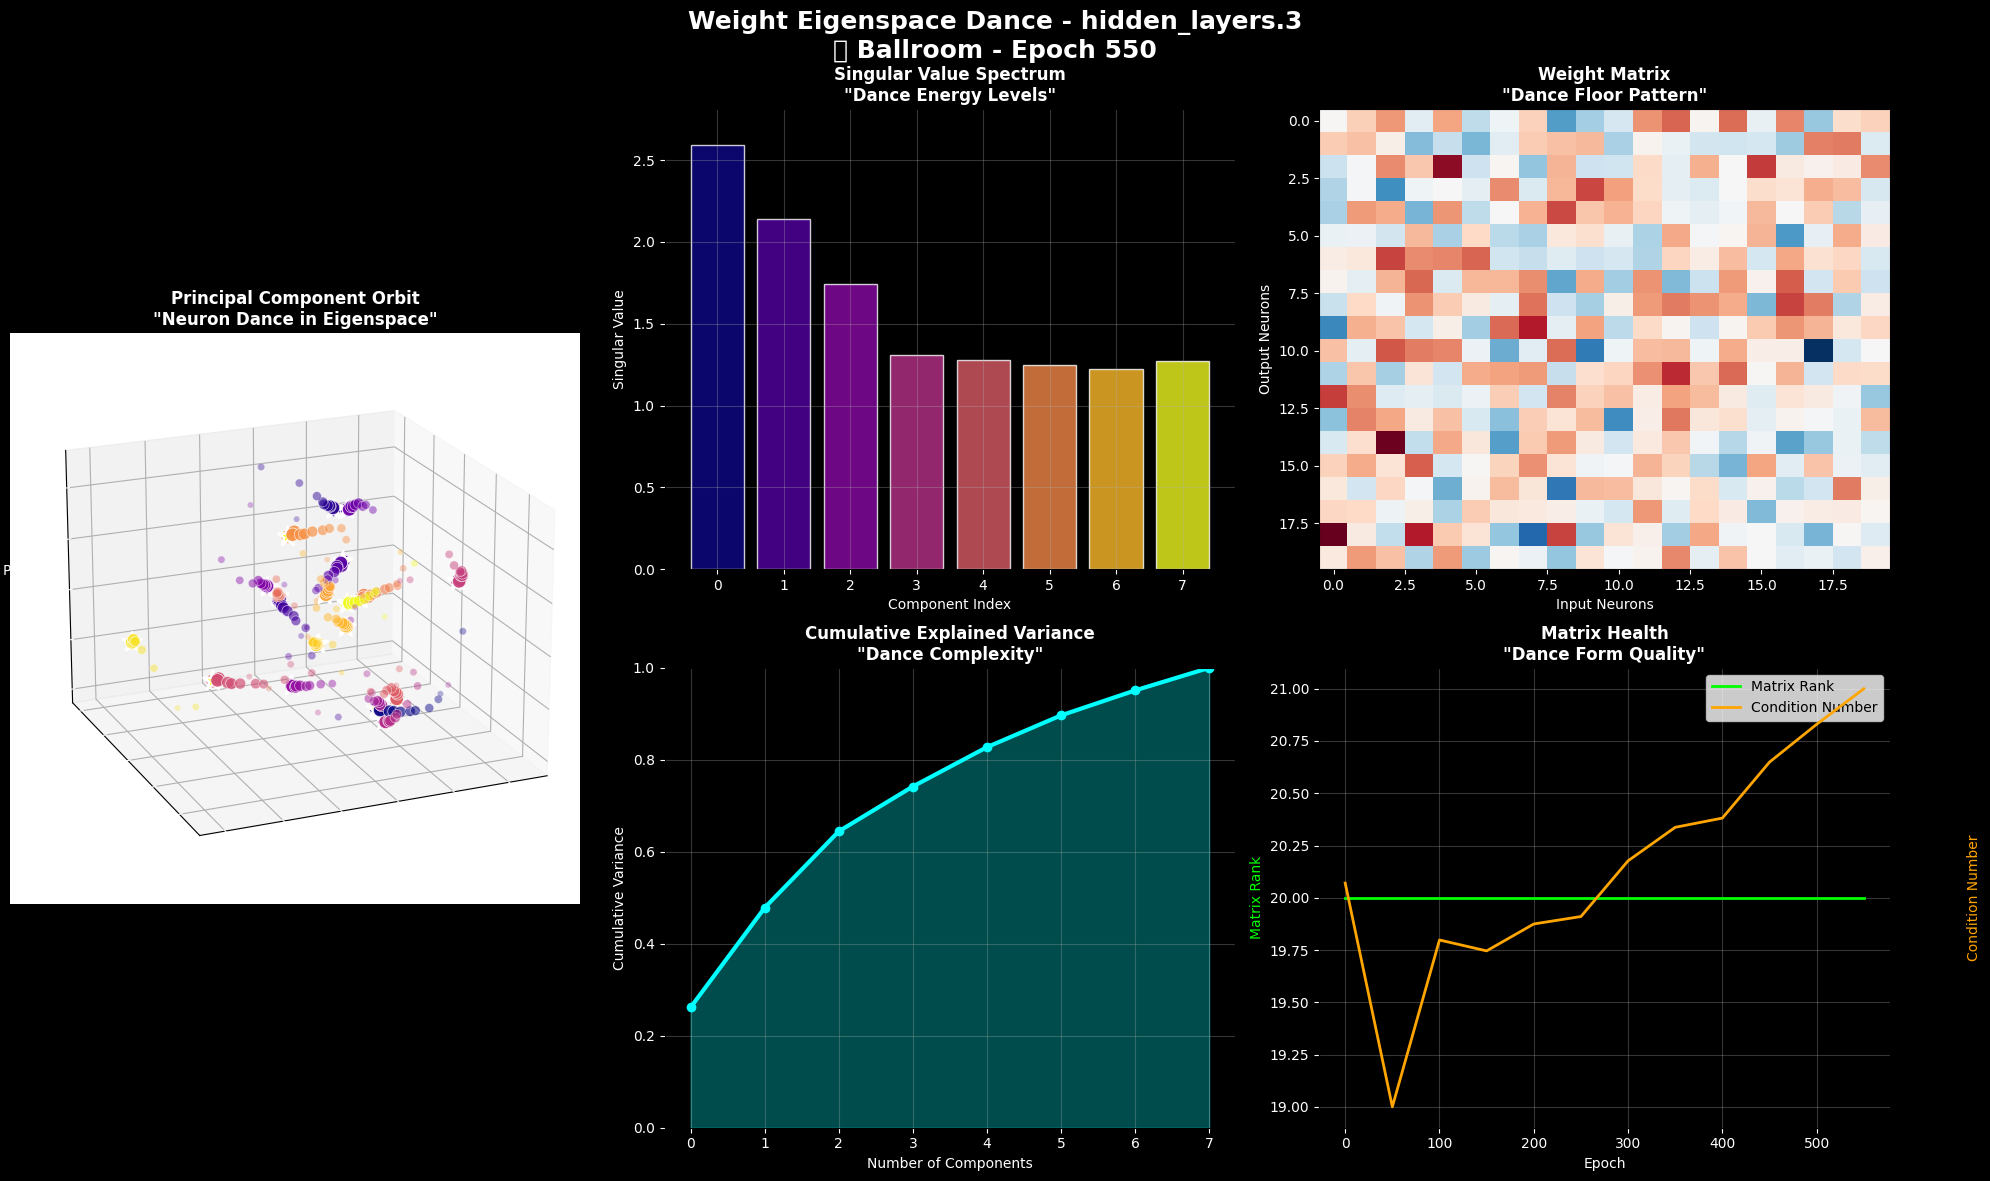 Weight Eigenspace Dance - hidden_layers.3
Ballroom - Epoch 550
Principal Component Orbit
"Neuron Dance in Eigenspace"
P
Singular Value Spectrum
"Dance Energy Levels"
Singular Value
2.5
2.0
1.5
1.0
0.5
0.0
0 1 2 3 4 5 6 7
Component Index
Weight Matrix
"Dance Floor Pattern"
Output Neurons
0.0
2.5
5.0
7.5
10.0
12.5
15.0
17.5
0.0 2.5 5.0 7.5 10.0 12.5 15.0 17.5
Input Neurons
Cumulative Explained Variance
"Dance Complexity"
Cumulative Variance
1.0
0.8
0.6
0.4
0.2
0.0
0 1 2 3 4 5 6 7
Number of Components
Matrix Health
"Dance Form Quality"
Matrix Rank
Condition Number
Matrix Rank
21.00
20.75
20.50
20.25
20.00
19.75
19.50
19.25
19.00
0 100 200 300 400 500
Epoch
Condition Number